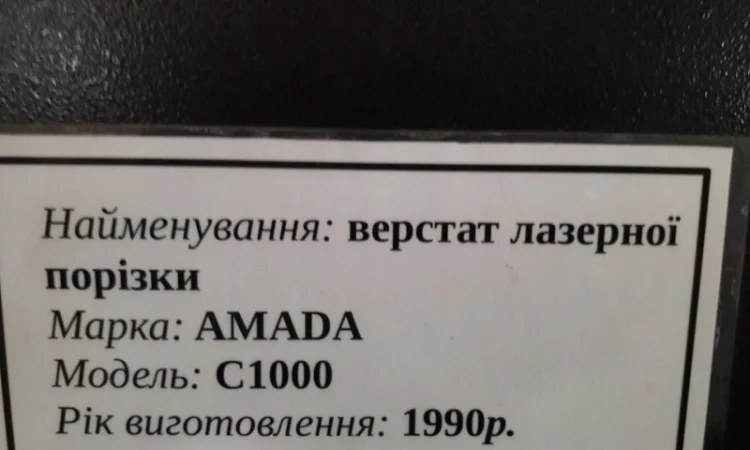 Найменування: верстат лазерної
порізки
Марка: AMADA
Модель: C1000
Рік виготовлення: 1990р.